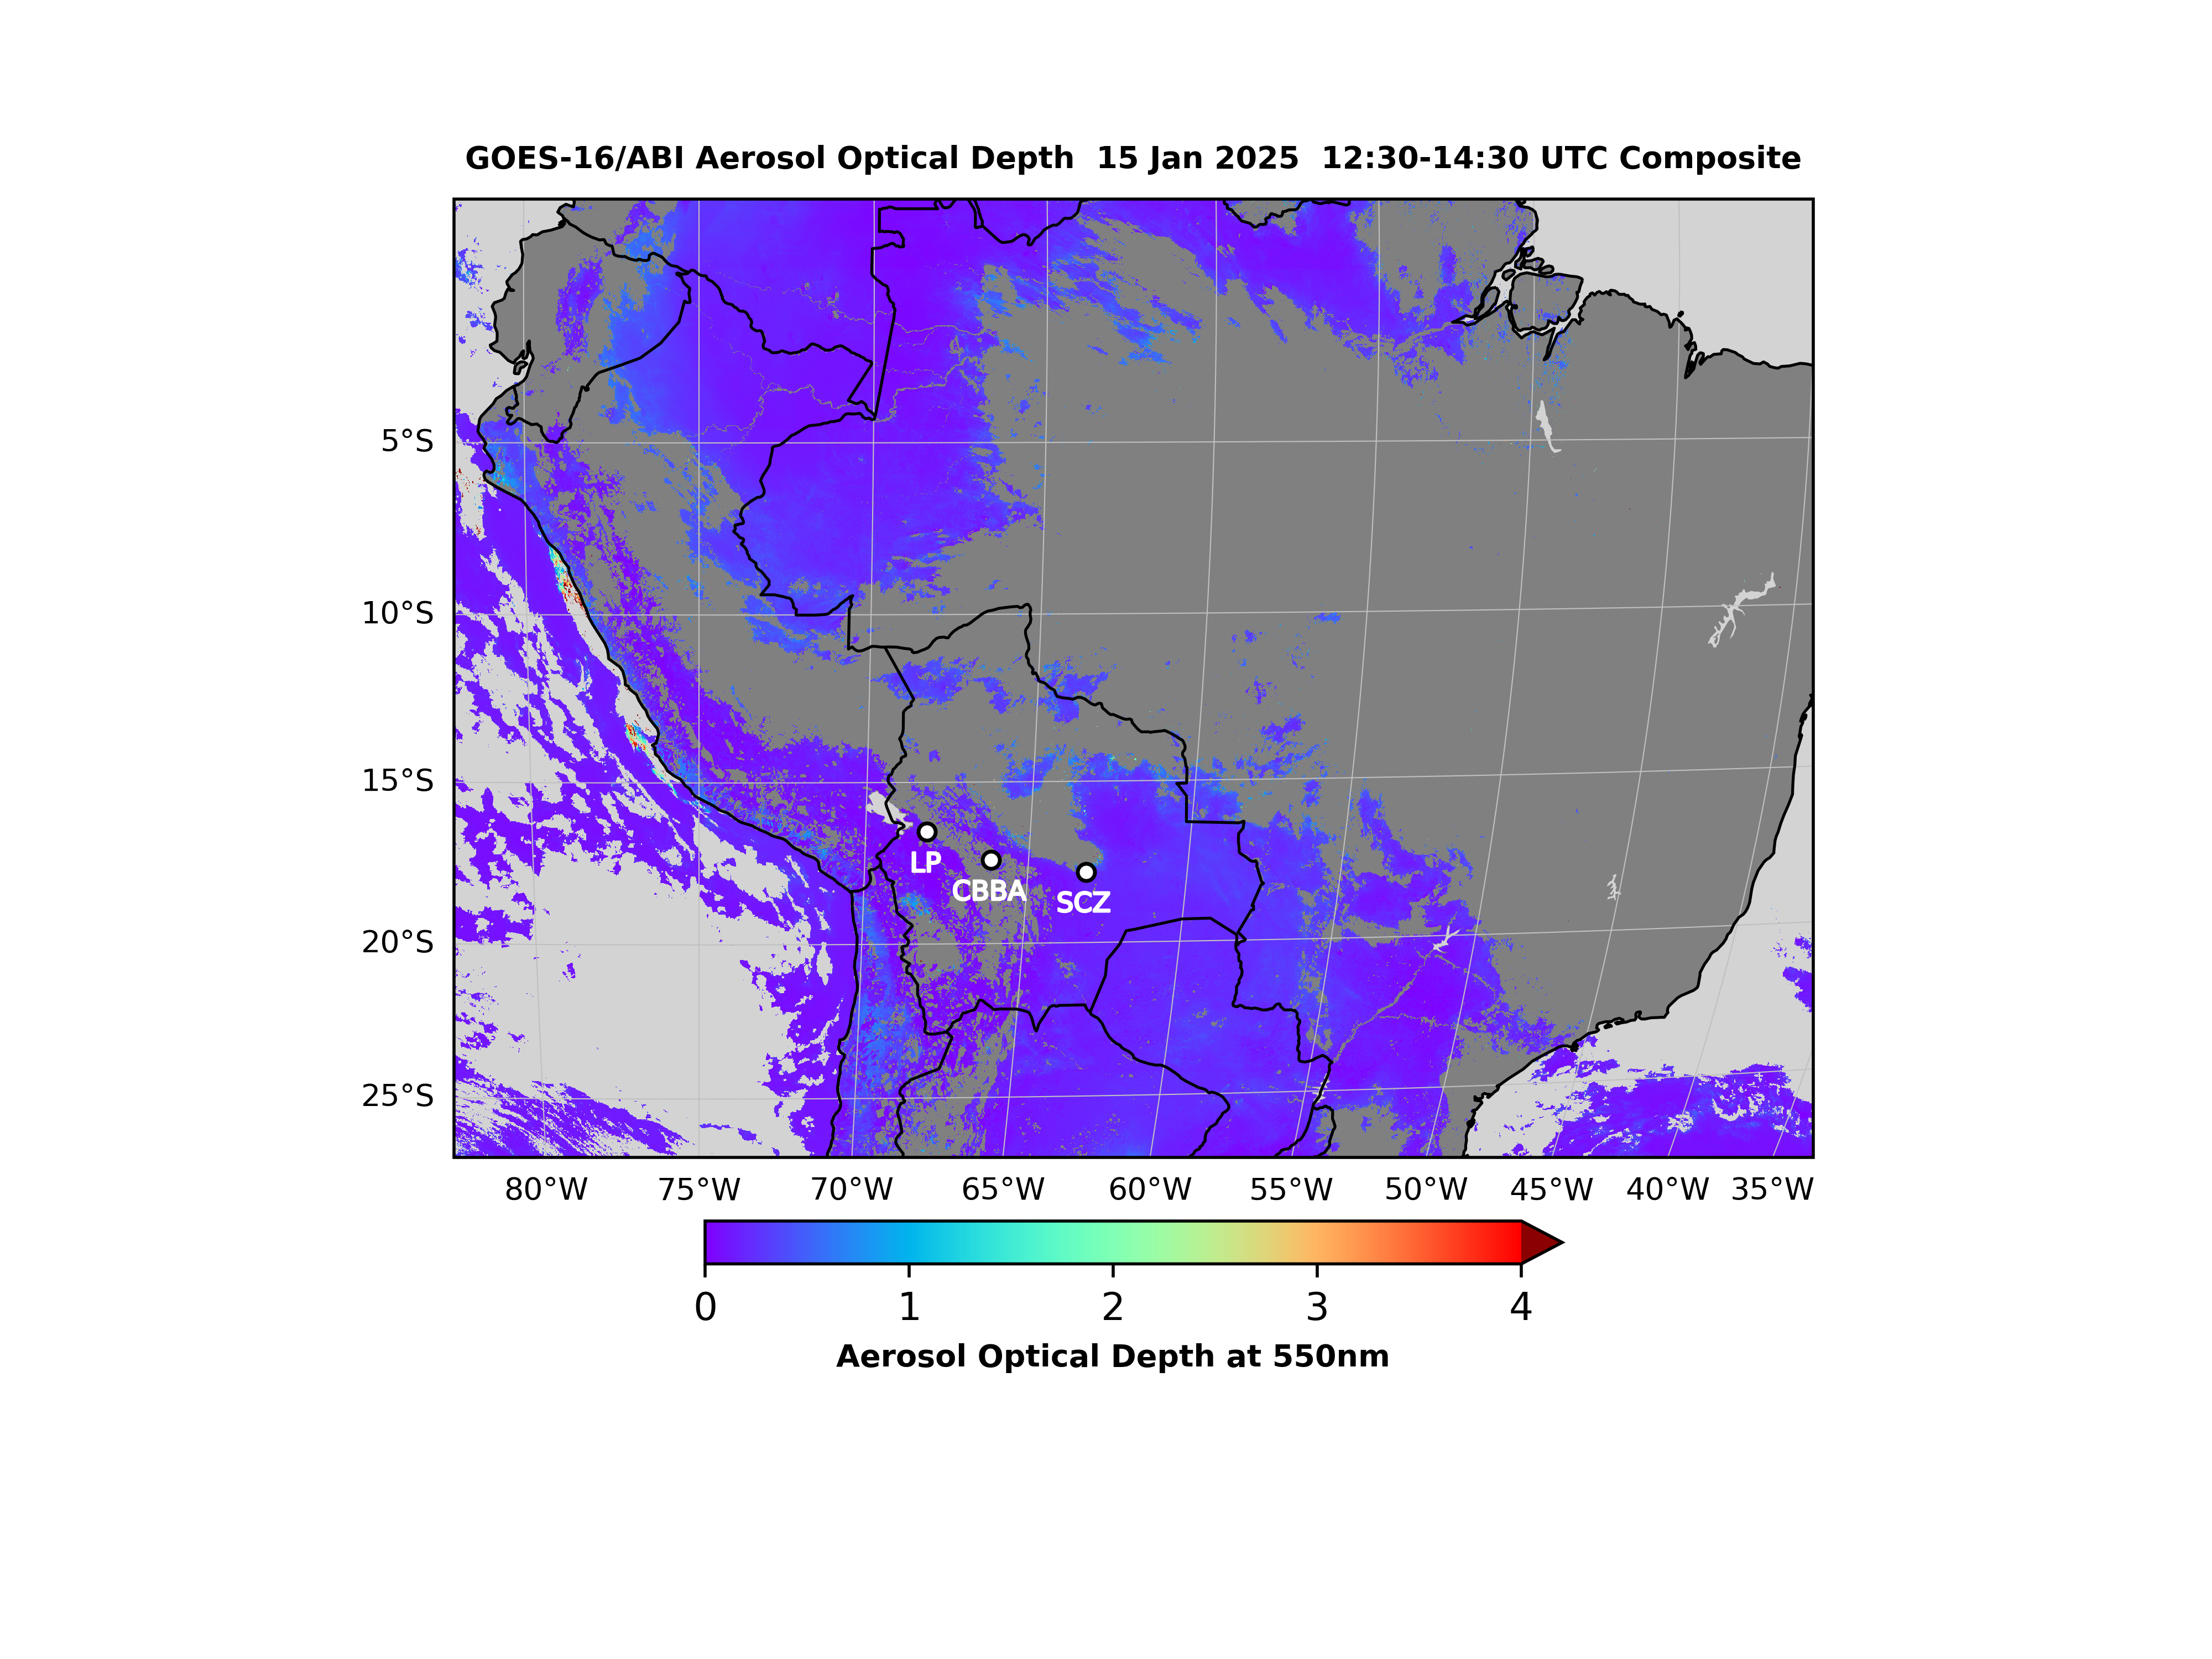 GOES-16/ABI Aerosol Optical Depth  15 Jan 2025  12:30-14:30 UTC Composite
5°S
10°S
15°S
LP
CBBA
SCZ
20°S
25°S
80°W 75°W 70°W 65°W 60°W 55°W 50°W 45°W 40°W 35°W
0 1 2 3 4
Aerosol Optical Depth at 550nm